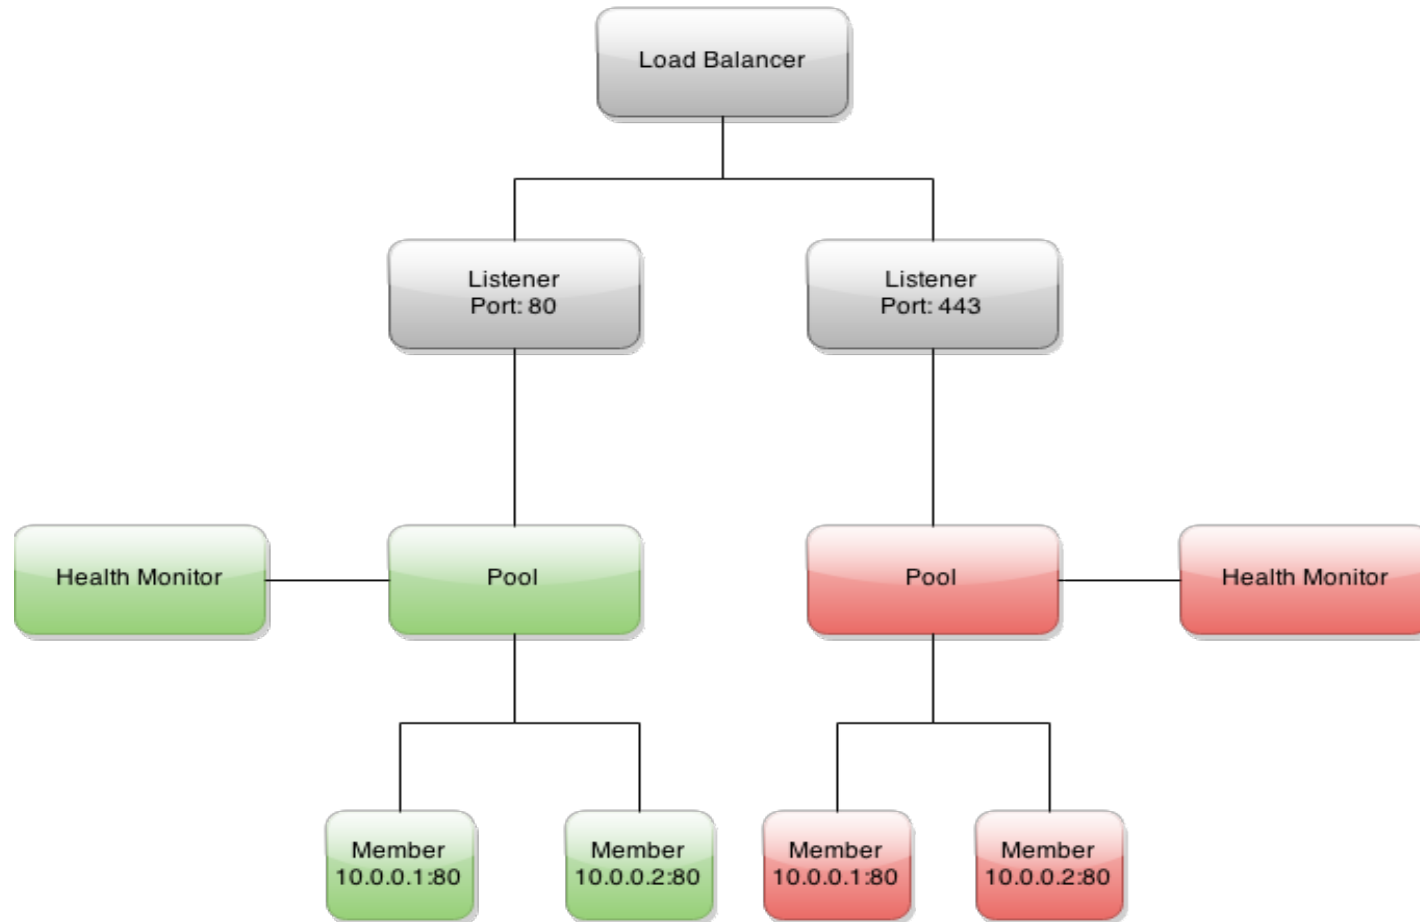 Load Balancer
Listener
Port: 80
Listener
Port: 443
Health Monitor
Pool
Pool
Health Monitor
Member
10.0.0.1:80
Member
10.0.0.2:80
Member
10.0.0.1:80
Member
10.0.0.2:80